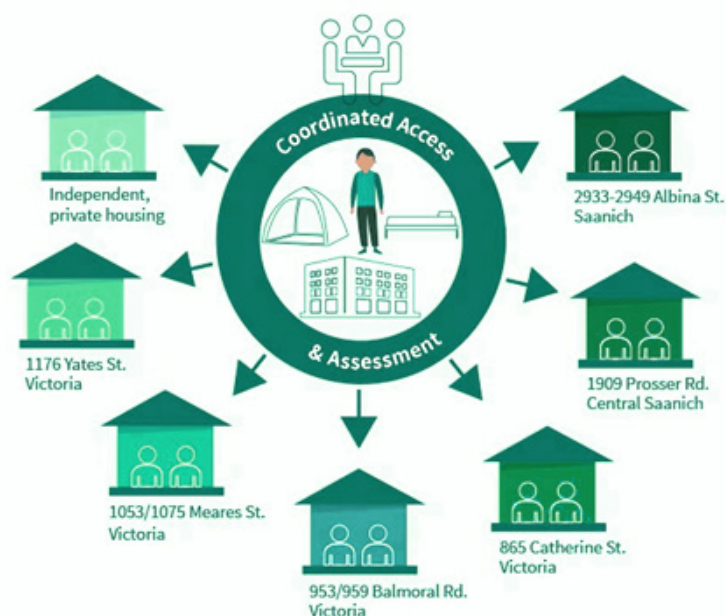 Coordinated Access
& Assessment
Independent,
private housing
2933-2949 Albina St.
Saanich
1176 Yates St.
Victoria
1909 Prosser Rd.
Central Saanich
1053/1075 Meares St.
Victoria
865 Catherine St.
Victoria
953/959 Balmoral Rd.
Victoria